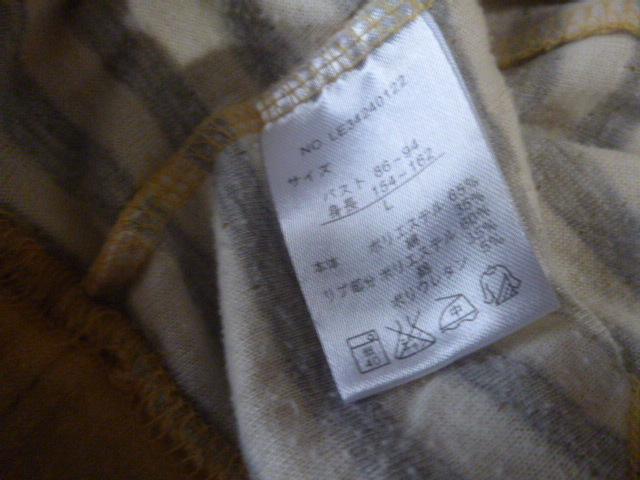 NO. LE34240122
サイズ
バスト 86-94
身長 154-162
L
本体 ポリエステル 65%
綿 35%
リブ部分 ポリエステル
綿
ポリウレタン 5%
中